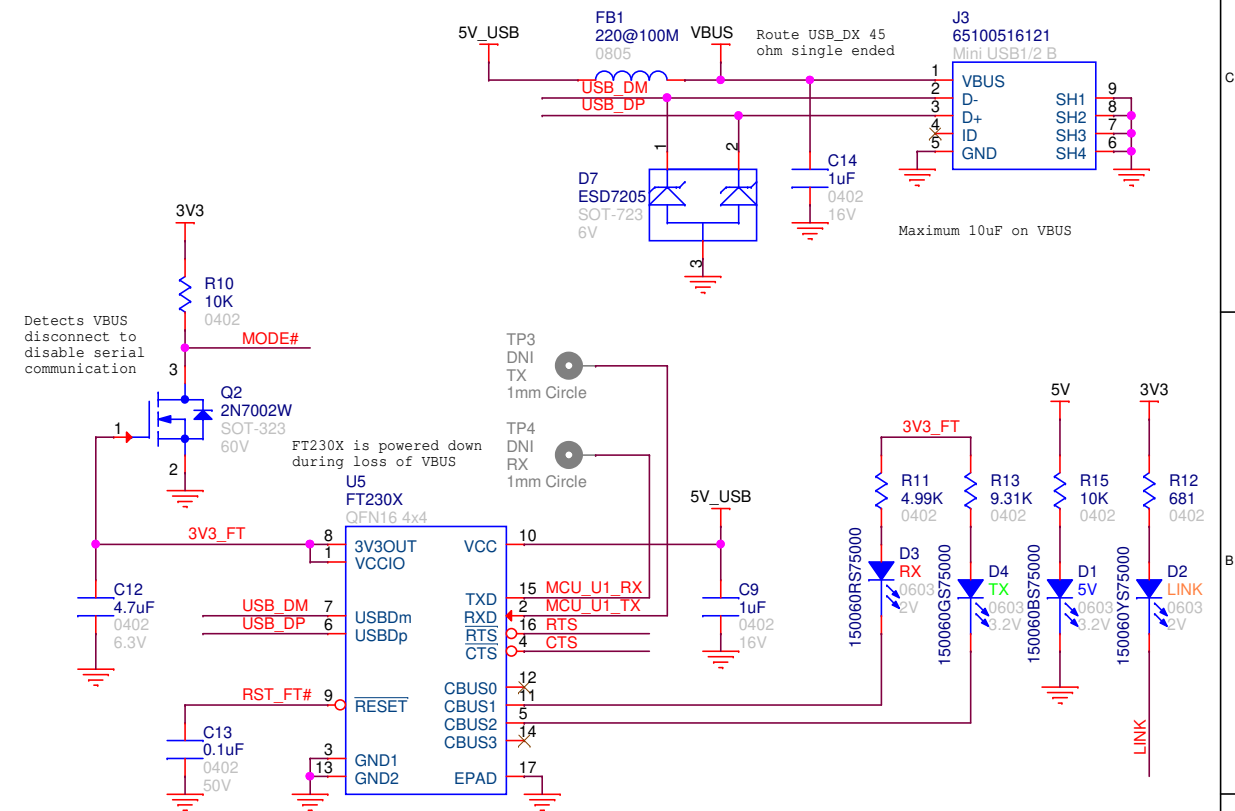 5V_USB
FB1
220@100M
0805
VBUS
Route USB_DX 45
ohm single ended
J3
65100516121
Mini USB1/2 B
USB_DM
USB_DP
1
2
3
4
5
VBUS
D-
D+
ID
GND
SH1
SH2
SH3
SH4
9
8
7
6
C
1
2
D7
ESD7205
SOT-723
6V
3
C14
1uF
0402
16V
Maximum 10uF on VBUS
3V3
R10
10K
0402
Detects VBUS
disconnect to
disable serial
communication
MODE#
3
Q2
2N7002W
SOT-323
60V
1
2
TP3
DNI
TX
1mm Circle
TP4
DNI
RX
1mm Circle
FT230X is powered down
during loss of VBUS
U5
FT230X
QFN16 4x4
3V3_FT
8
1
3V3OUT
VCCIO
VCC
10
5V_USB
C12
4.7uF
0402
6.3V
USB_DM
USB_DP
7
6
USBDm
USBDp
TXD
RXD
RTS
CTS
15
2
16
4
MCU_U1_RX
MCU_U1_TX
RTS
CTS
C9
1uF
0402
16V
RST_FT#
9
RESET
CBUS0
CBUS1
CBUS2
CBUS3
12
11
5
14
C13
0.1uF
0402
50V
3
13
GND1
GND2
EPAD
17
3V3_FT
5V
3V3
R11
4.99K
0402
R13
9.31K
0402
R15
10K
0402
R12
681
0402
150060RS75000
D3
RX
0603
2V
150060GS75000
D4
TX
0603
3.2V
150060BS75000
D1
5V
0603
3.2V
150060YS75000
D2
LINK
0603
2V
LINK
B